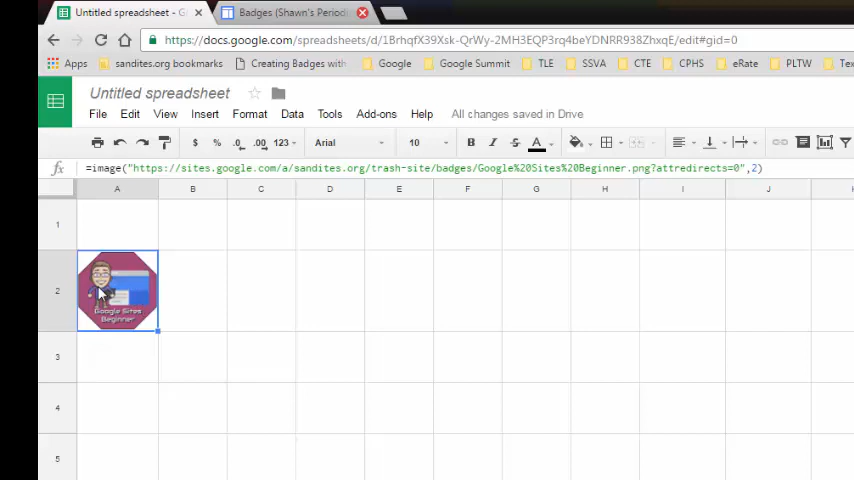 Untitled spreadsheet - G
Badges (Shawn's Period
https://docs.google.com/spreadsheets/d/1BrhqfX39Xsk-QrWy-2MH3EQP3rq4beYDNRR938ZhxqE/edit#gid=0
Apps sandites.org bookmarks Creating Badges with Google Google Summit TLE SSVA CTE CPHS eRate PLTW Tex
Untitled spreadsheet
File Edit View Insert Format Data Tools Add-ons Help All changes saved in Drive
$ % .0 .00 123 Arial 10 B I S A
fx =image("https://sites.google.com/a/sandites.org/trash-site/badges/Google%20Sites%20Beginner.png?attredirects=0",2)
A B C D E F G H I J
1
2
Google Sites
Beginner
3
4
5